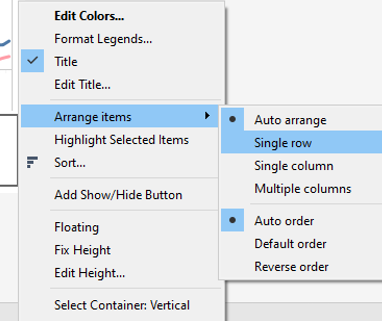 Edit Colors...
Format Legends...
Title
Edit Title...
Arrange items
Highlight Selected Items
Sort...
Add Show/Hide Button
Floating
Fix Height
Edit Height...
Select Container: Vertical
Auto arrange
Single row
Single column
Multiple columns
Auto order
Default order
Reverse order